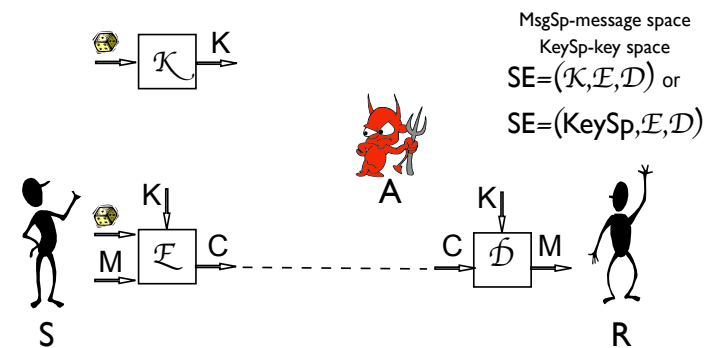 MsgSp-message space
KeySp-key space
SE=(K,E,D) or
SE=(KeySp,E,D)
K
K
A
K
K
E
C
M
C
D
M
S
R